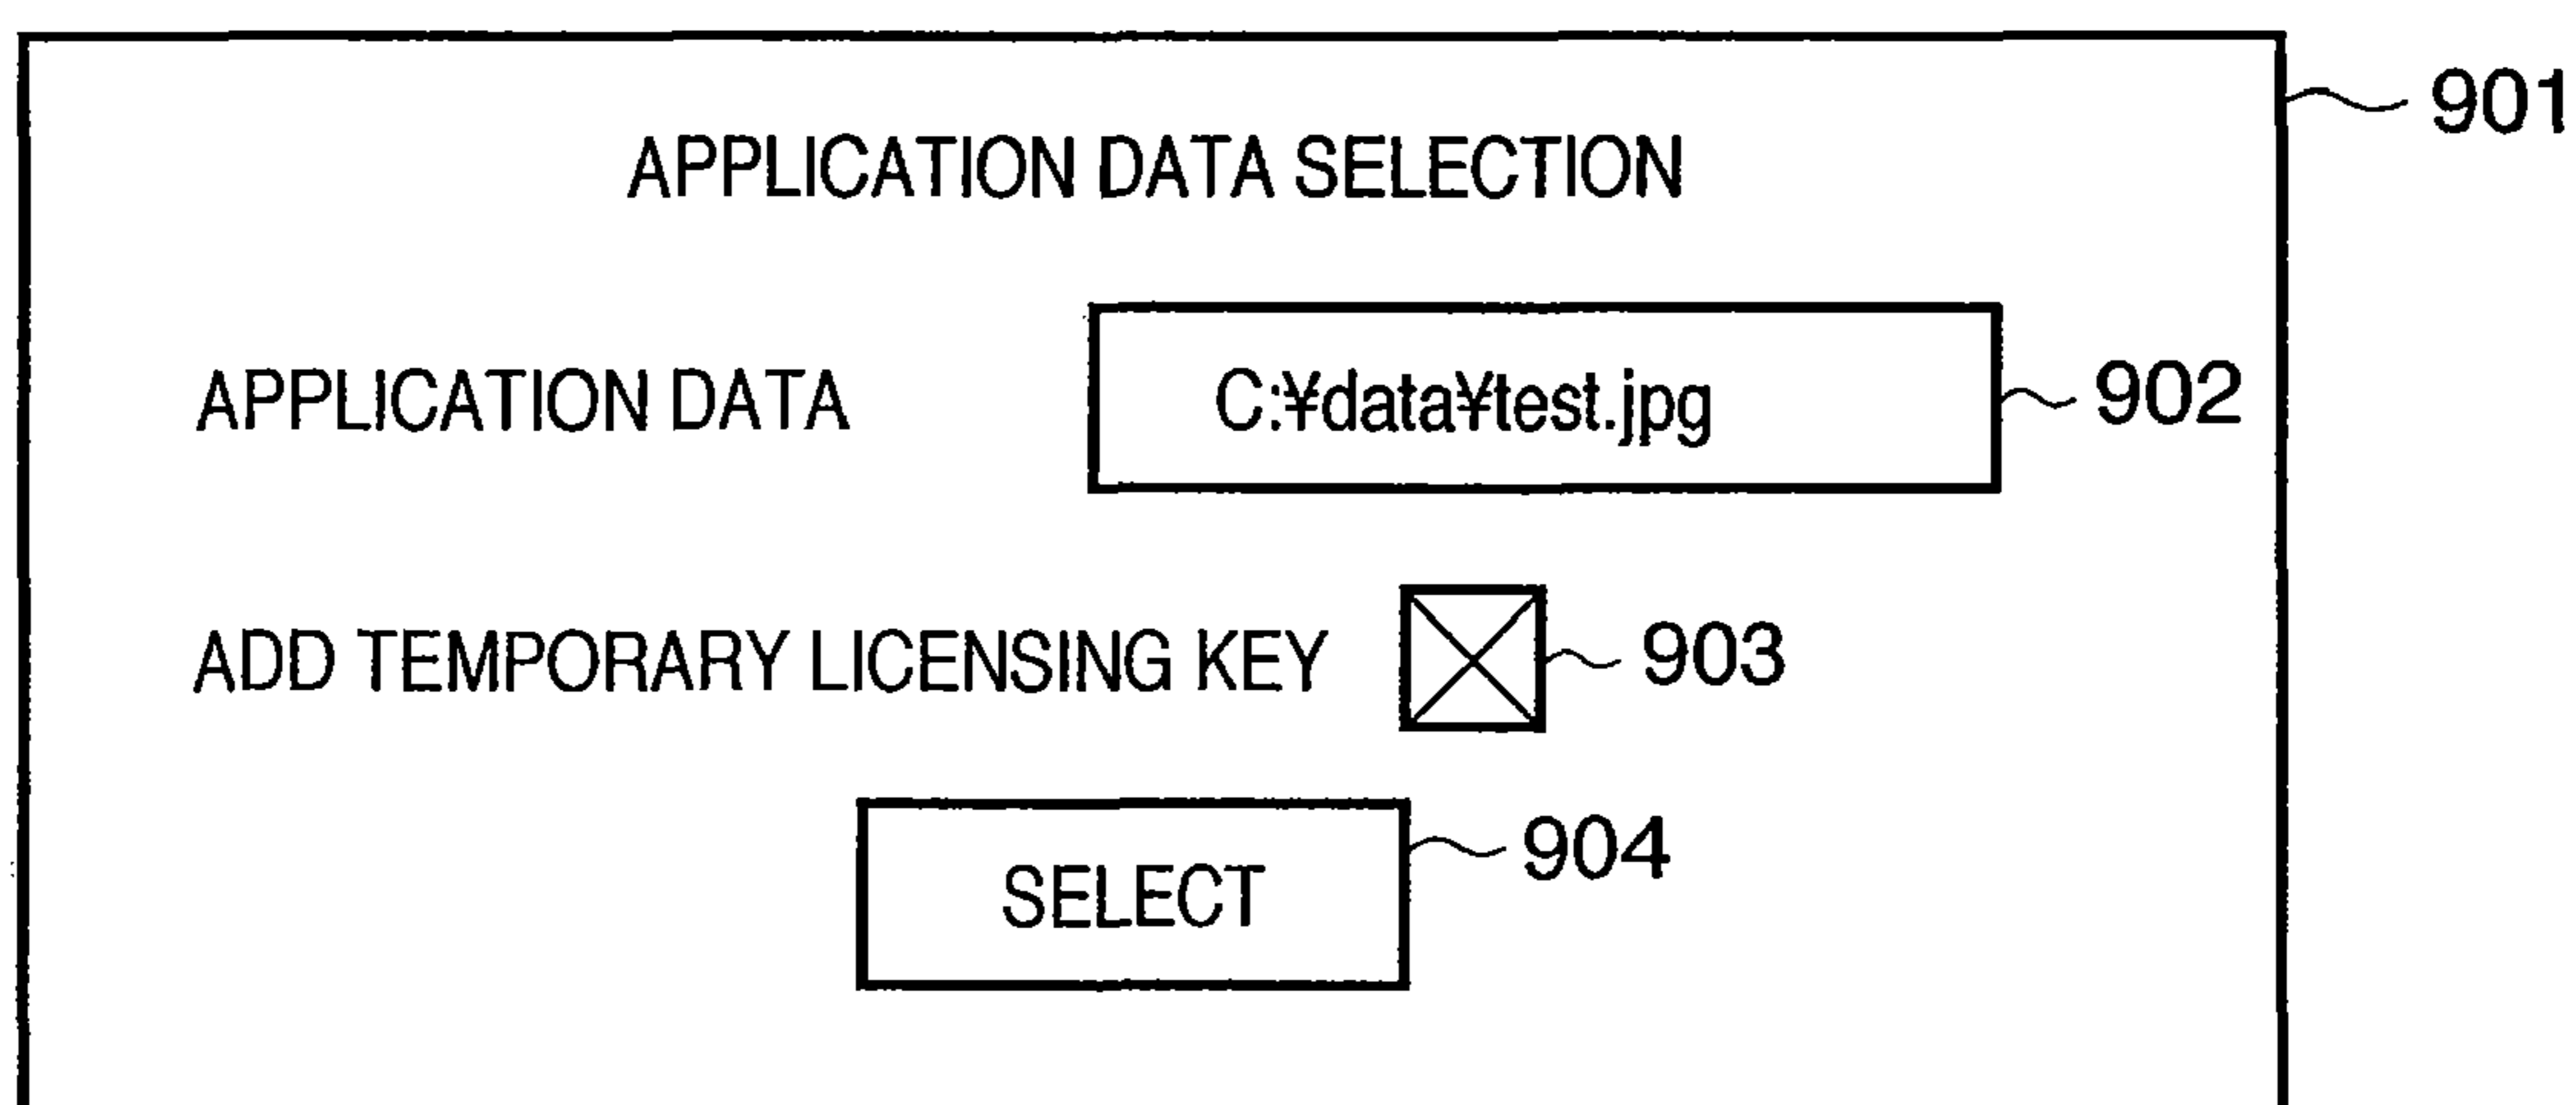 901
APPLICATION DATA SELECTION
APPLICATION DATA C:¥data¥test.jpg 902
ADD TEMPORARY LICENSING KEY 903
904
SELECT